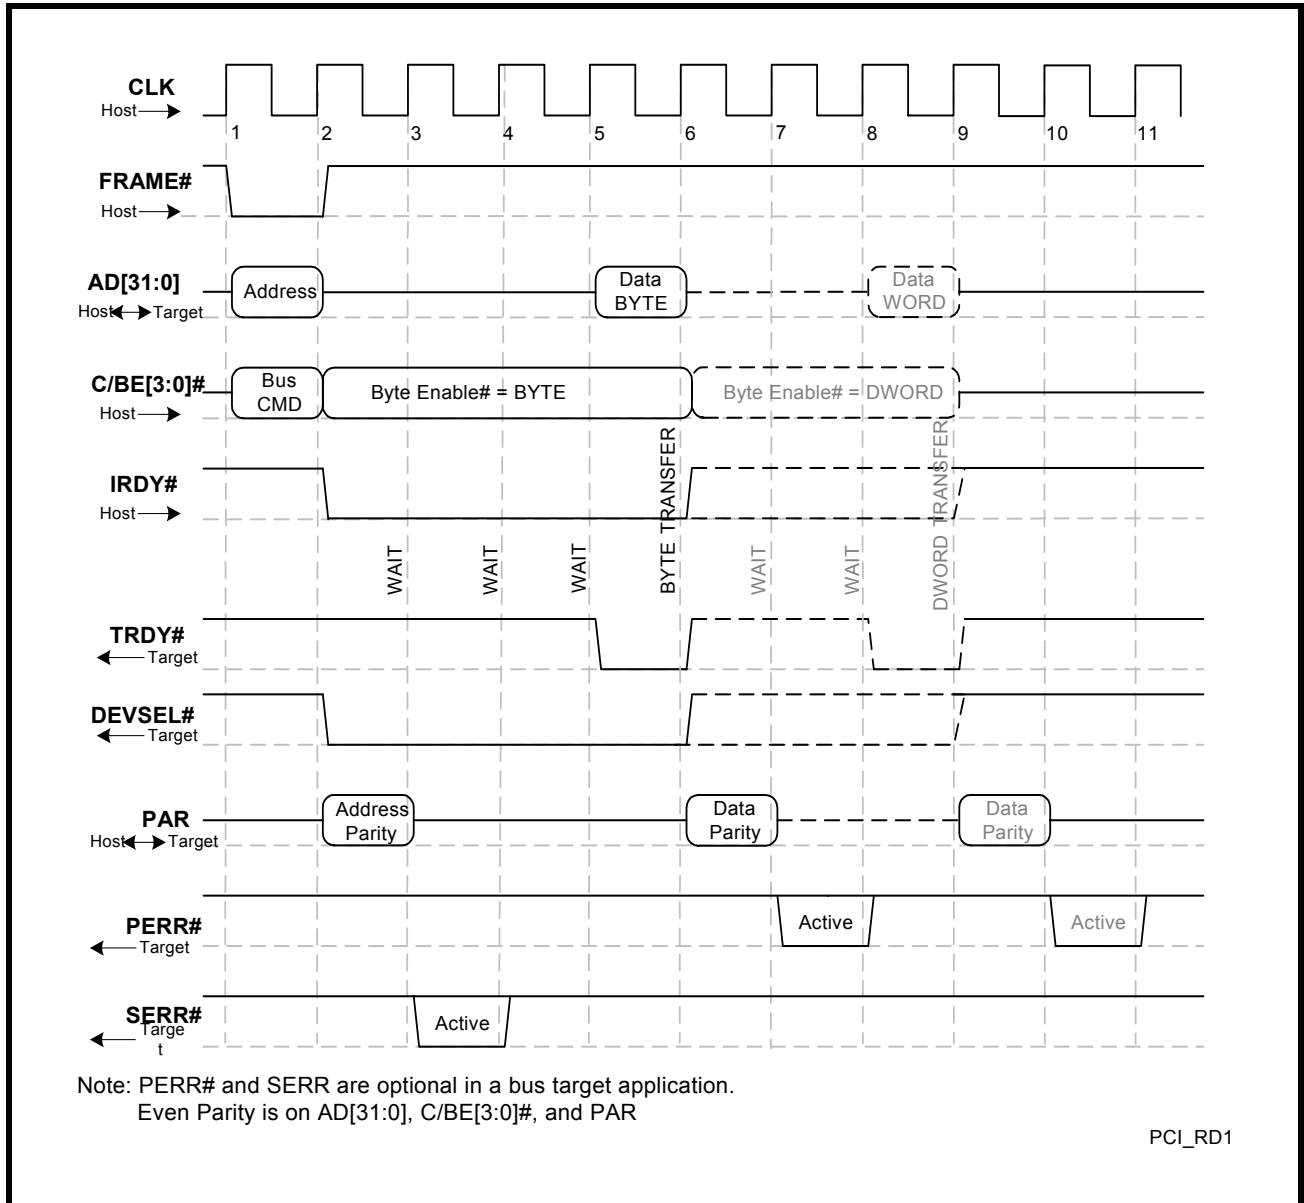 CLK
Host
1 2 3 4 5 6 7 8 9 10 11
FRAME#
Host
AD[31:0]
Host Target
Address
Data
BYTE
Data
WORD
C/BE[3:0]#
Host
Bus
CMD
Byte Enable# = BYTE
Byte Enable# = DWORD
IRDY#
Host
WAIT
WAIT
WAIT
BYTE TRANSFER
WAIT
WAIT
DWORD TRANSFER
TRDY#
Target
DEVSEL#
Target
PAR
Host Target
Address
Parity
Data
Parity
Data
Parity
PERR#
Target
Active
Active
SERR#
Targe
t
Active
Note: PERR# and SERR are optional in a bus target application.
Even Parity is on AD[31:0], C/BE[3:0]#, and PAR
PCI_RD1